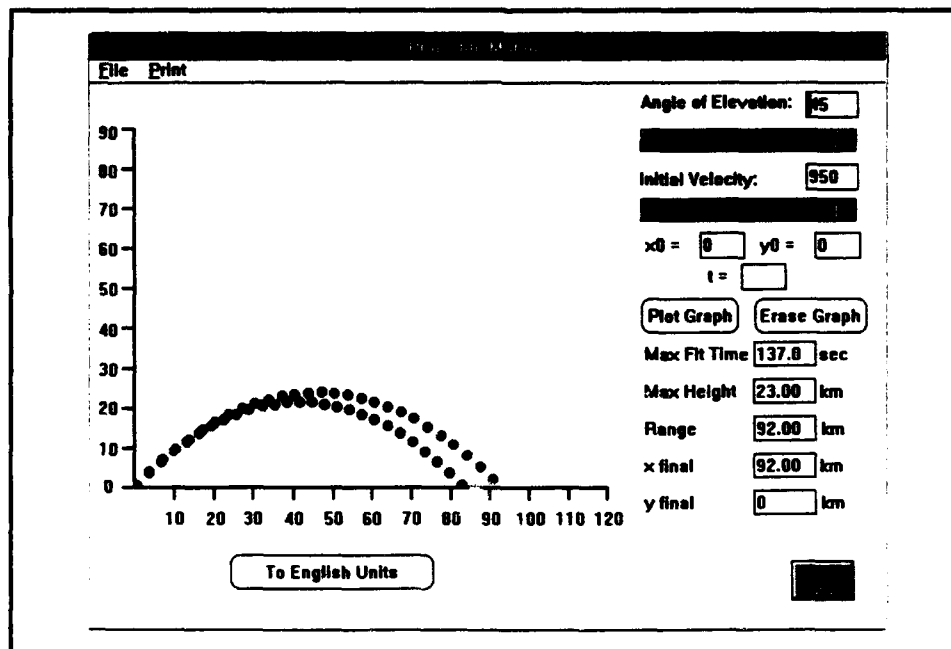 File Print
Angle of Elevation: 45
Initial Velocity: 950
x0 = 0 y0 = 0
t =
Plot Graph Erase Graph
Max Flt Time 137.0 sec
Max Height 23.00 km
Range 92.00 km
x final 92.00 km
y final 0 km
90
80
70
60
50
40
30
20
10
0
10 20 30 40 50 60 70 80 90 100 110 120
To English Units